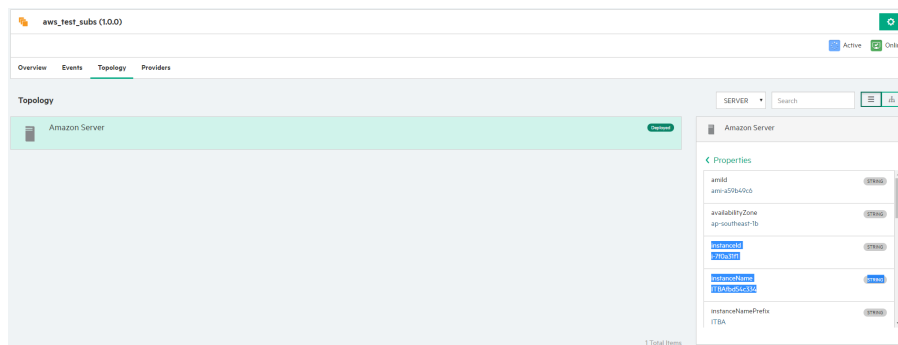 aws_test_subs (1.0.0)
Active
Onli
Overview Events Topology Providers
Topology
SERVER
Search
Amazon Server
Deployed
Amazon Server
Properties
amiId
STRING
ami-a59b49c6
availabilityZone
STRING
ap-southeast-1b
instanceId
STRING
i-7f0a31f1
instanceName
STRING
ITBAfbd54c334
instanceNamePrefix
STRING
ITBA
1 Total Items